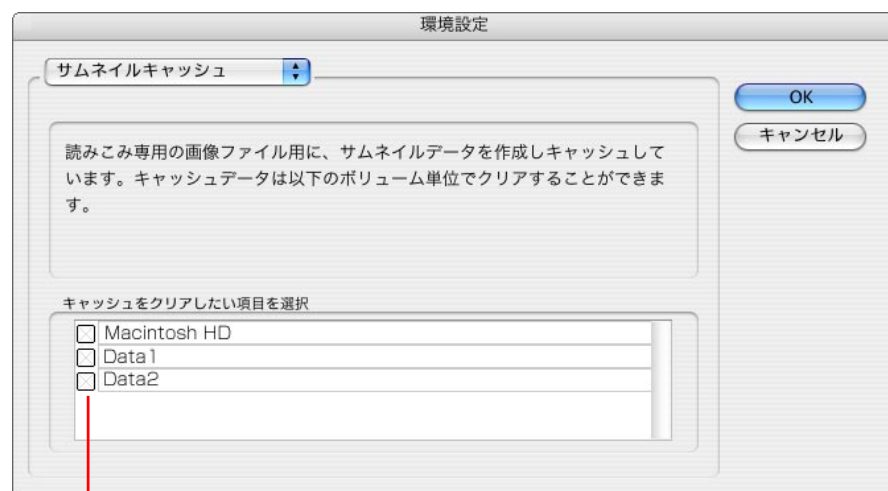 環境設定
サムネイルキャッシュ
OK
キャンセル
読みこみ専用の画像ファイル用に、サムネイルデータを作成しキャッシュして
います。キャッシュデータは以下のボリューム単位でクリアすることができま
す。
キャッシュをクリアしたい項目を選択
Macintosh HD
Data1
Data2